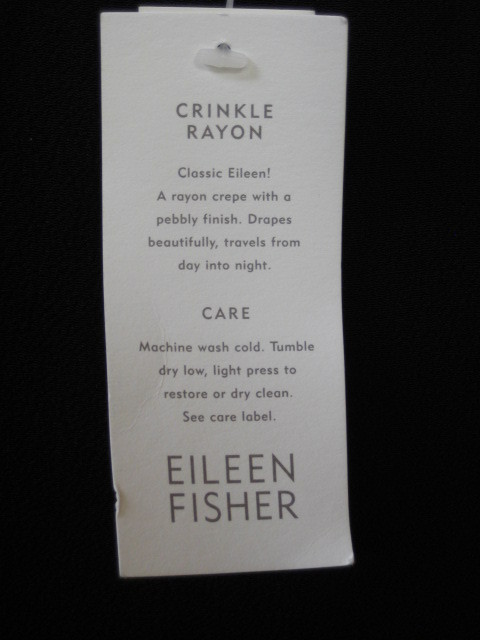 CRINKLE
RAYON
Classic Eileen!
A rayon crepe with a
pebbly finish. Drapes
beautifully, travels from
day into night.
CARE
Machine wash cold. Tumble
dry low, light press to
restore or dry clean.
See care label.
EILEEN
FISHER